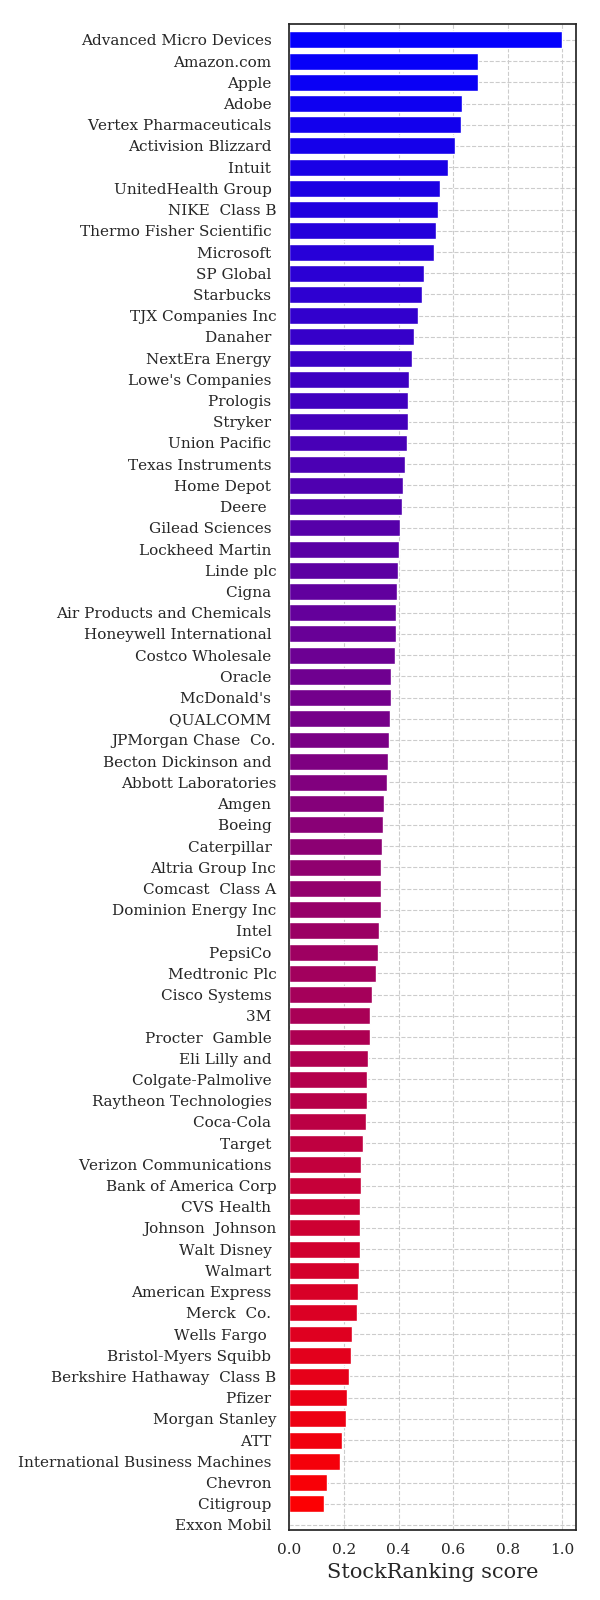 Advanced Micro Devices
Amazon.com
Apple
Adobe
Vertex Pharmaceuticals
Activision Blizzard
Intuit
UnitedHealth Group
NIKE  Class B
Thermo Fisher Scientific
Microsoft
SP Global
Starbucks
TJX Companies Inc
Danaher
NextEra Energy
Lowe's Companies
Prologis
Stryker
Union Pacific
Texas Instruments
Home Depot
Deere
Gilead Sciences
Lockheed Martin
Linde plc
Cigna
Air Products and Chemicals
Honeywell International
Costco Wholesale
Oracle
McDonald's
QUALCOMM
JPMorgan Chase  Co.
Becton Dickinson and
Abbott Laboratories
Amgen
Boeing
Caterpillar
Altria Group Inc
Comcast  Class A
Dominion Energy Inc
Intel
PepsiCo
Medtronic Plc
Cisco Systems
3M
Procter  Gamble
Eli Lilly and
Colgate-Palmolive
Raytheon Technologies
Coca-Cola
Target
Verizon Communications
Bank of America Corp
CVS Health
Johnson  Johnson
Walt Disney
Walmart
American Express
Merck  Co.
Wells Fargo
Bristol-Myers Squibb
Berkshire Hathaway  Class B
Pfizer
Morgan Stanley
ATT
International Business Machines
Chevron
Citigroup
Exxon Mobil
0.0 0.2 0.4 0.6 0.8 1.0
StockRanking score